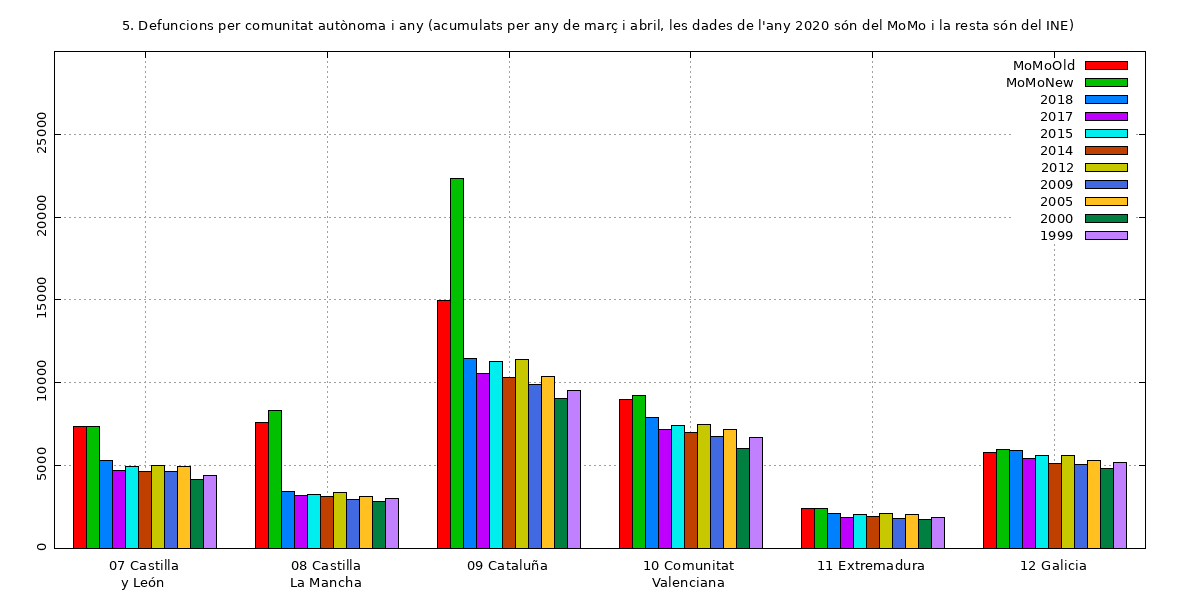 5. Defuncions per comunitat autònoma i any (acumulats per any de març i abril, les dades de l'any 2020 són del MoMo i la resta són del INE)
MoMoOld
MoMoNew
2018
2017
2015
2014
2012
2009
2005
2000
1999
25000
20000
15000
10000
5000
0
07 Castilla
y León
08 Castilla
La Mancha
09 Cataluña
10 Comunitat
Valenciana
11 Extremadura
12 Galicia